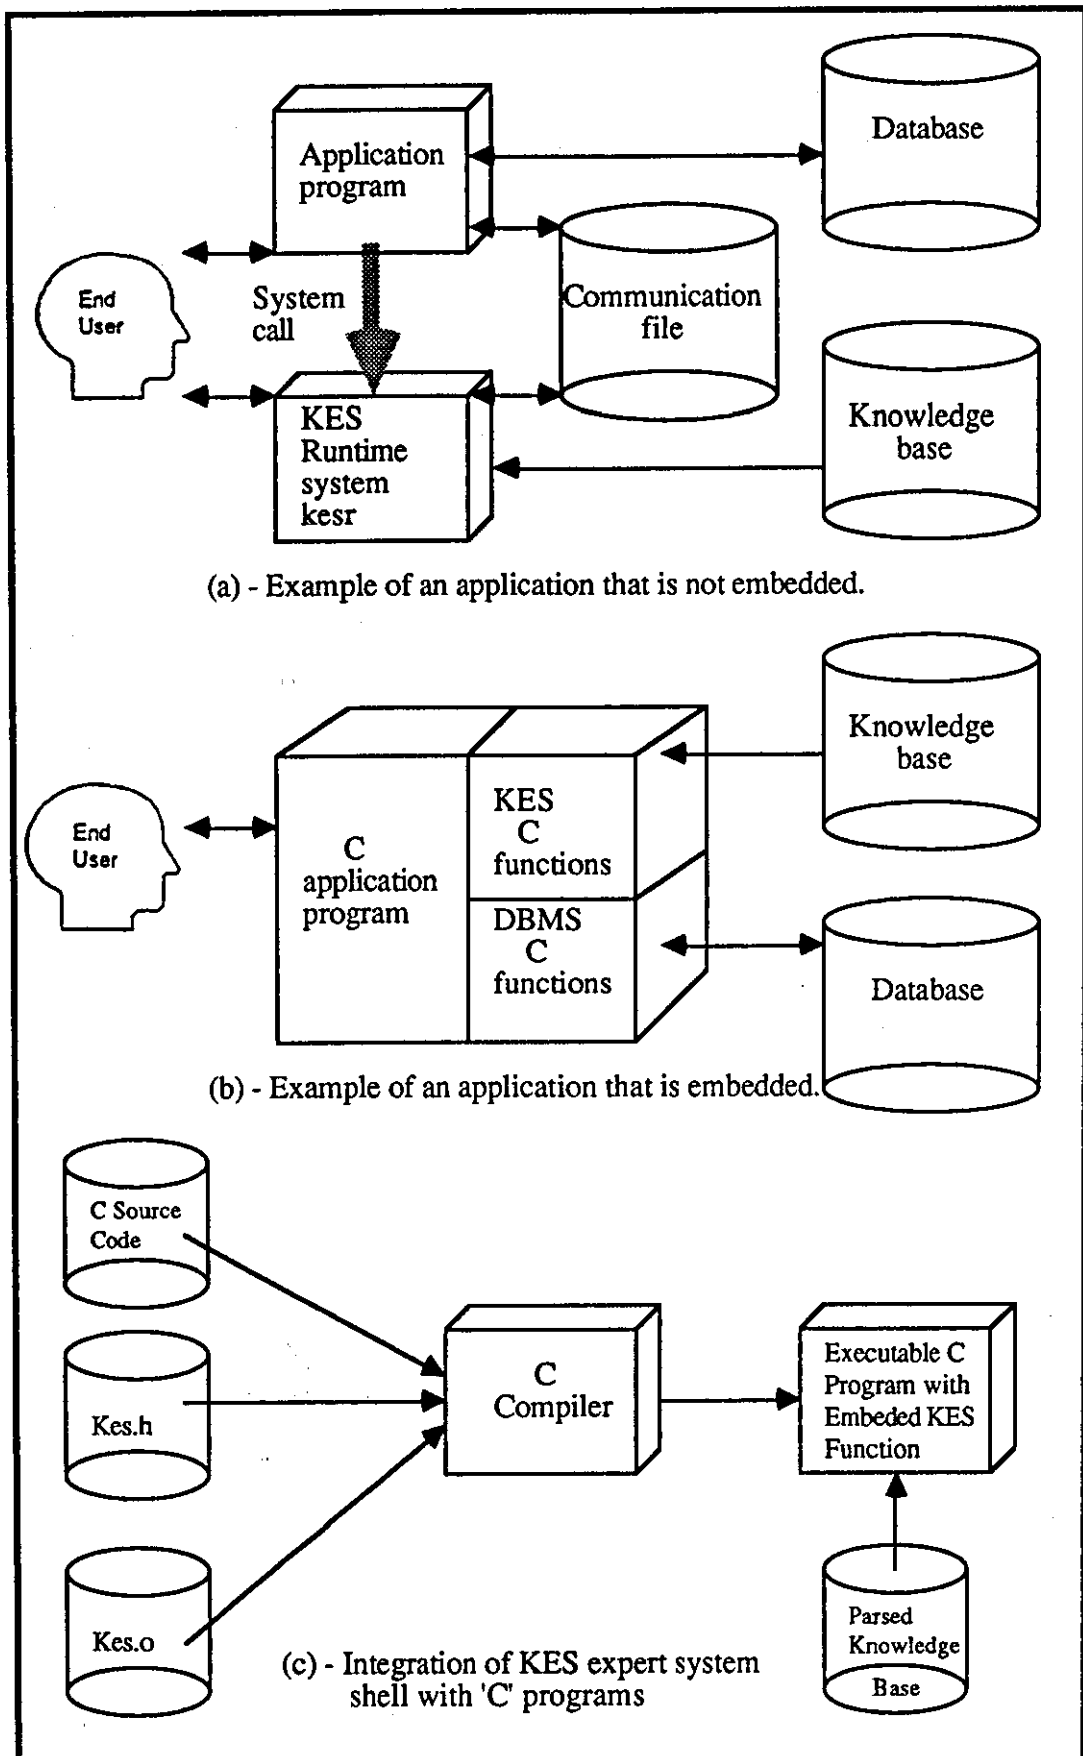 Database
Application
program
End
User
System
call
Communication
file
KES
Runtime
system
kesr
Knowledge
base
(a) - Example of an application that is not embedded.
Knowledge
base
KES
C
functions
End
User
C
application
program
DBMS
C
functions
Database
(b) - Example of an application that is embedded.
C Source
Code
Kes.h
Kes.o
C
Compiler
Executable C
Program with
Embeded KES
Function
Parsed
Knowledge
Base
(c) - Integration of KES expert system
shell with 'C' programs